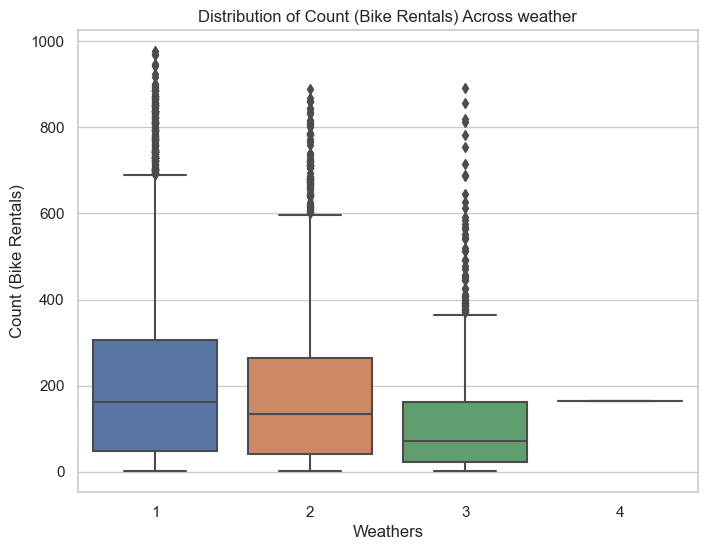 Distribution of Count (Bike Rentals) Across weather
1000
800
600
400
200
0
Count (Bike Rentals)
1 2 3 4
Weathers